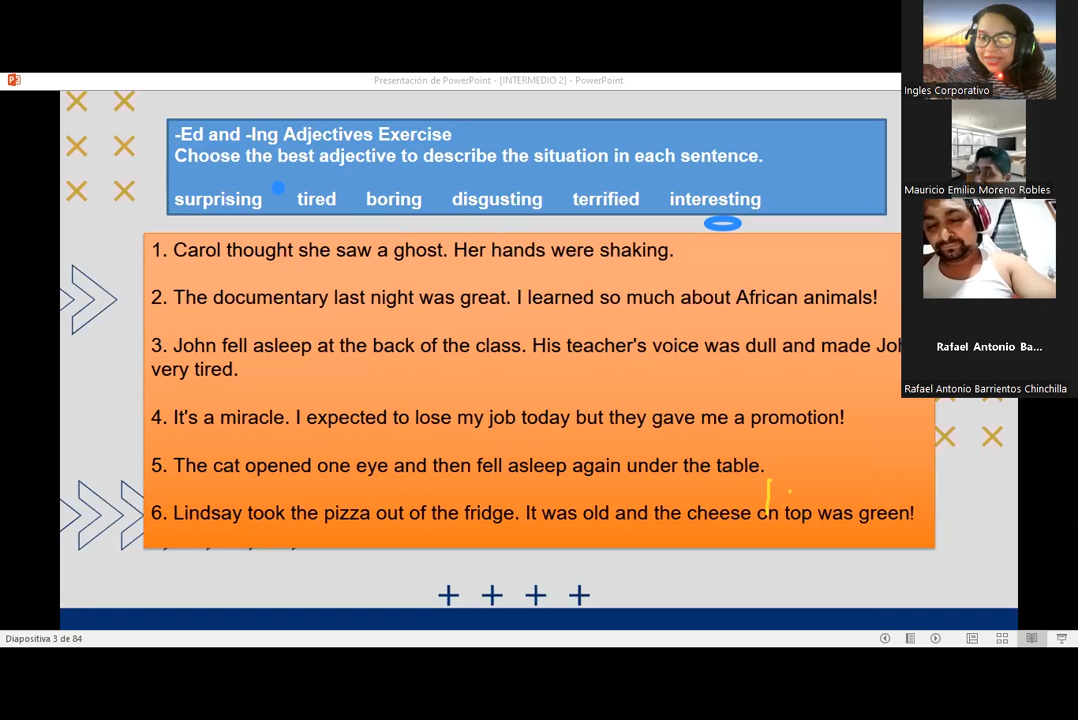 Presentación de PowerPoint - [INTERMEDIO 2] - PowerPoint
-Ed and -Ing Adjectives Exercise
Choose the best adjective to describe the situation in each sentence.
surprising tired boring disgusting terrified interesting
1. Carol thought she saw a ghost. Her hands were shaking.
2. The documentary last night was great. I learned so much about African animals!
3. John fell asleep at the back of the class. His teacher's voice was dull and made
very tired.
4. It's a miracle. I expected to lose my job today but they gave me a promotion!
5. The cat opened one eye and then fell asleep again under the table.
6. Lindsay took the pizza out of the fridge. It was old and the cheese on top was green!
Diapositiva 3 de 84
Ingles Corporativo
Mauricio Emilio Moreno Robles
Rafael Antonio Ba...
Rafael Antonio Barrientos Chinchilla